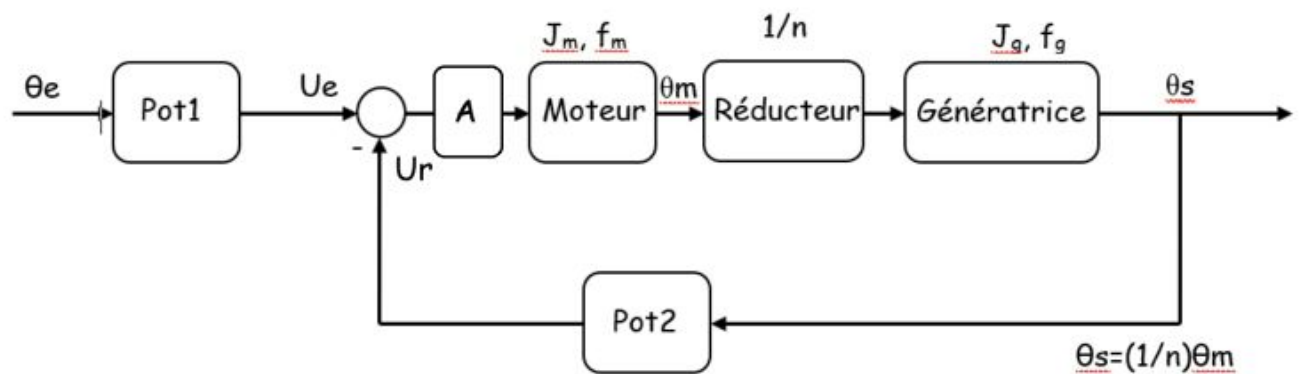 1/n
Jm, fm
Jg, fg
θe
Pot1
Ue
A
Moteur
θm
Réducteur
Génératrice
θs
-
Ur
Pot2
θs=(1/n)θm